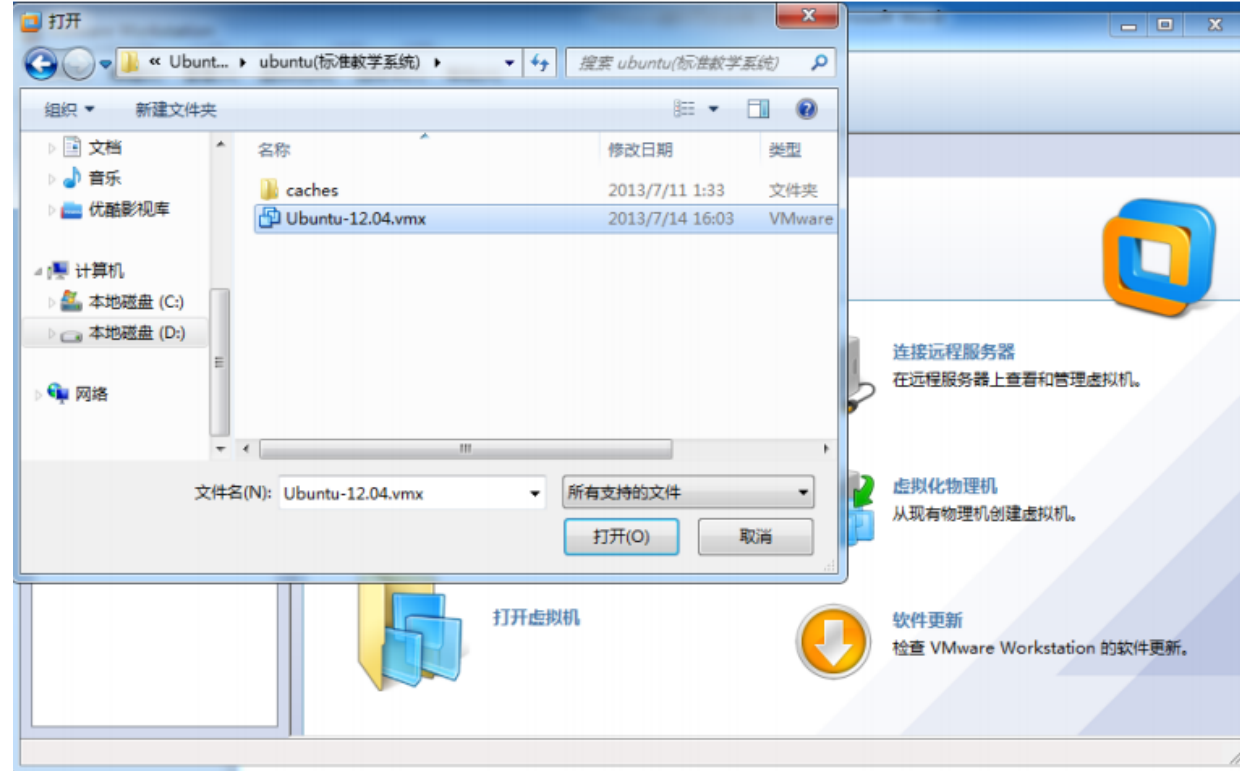 打开
« Ubunt... ▸ ubuntu(标准教学系统) ▸
搜索 ubuntu(标准教学系统)
组织 新建文件夹
文档
音乐
优酷影视库
计算机
本地磁盘 (C:)
本地磁盘 (D:)
网络
名称 修改日期 类型
caches 2013/7/11 1:33 文件夹
Ubuntu-12.04.vmx 2013/7/14 16:03 VMware
文件名(N): Ubuntu-12.04.vmx 所有支持的文件
打开(O) 取消
连接远程服务器
在远程服务器上查看和管理虚拟机。
虚拟化物理机
从现有物理机创建虚拟机。
打开虚拟机
软件更新
检查 VMware Workstation 的软件更新。